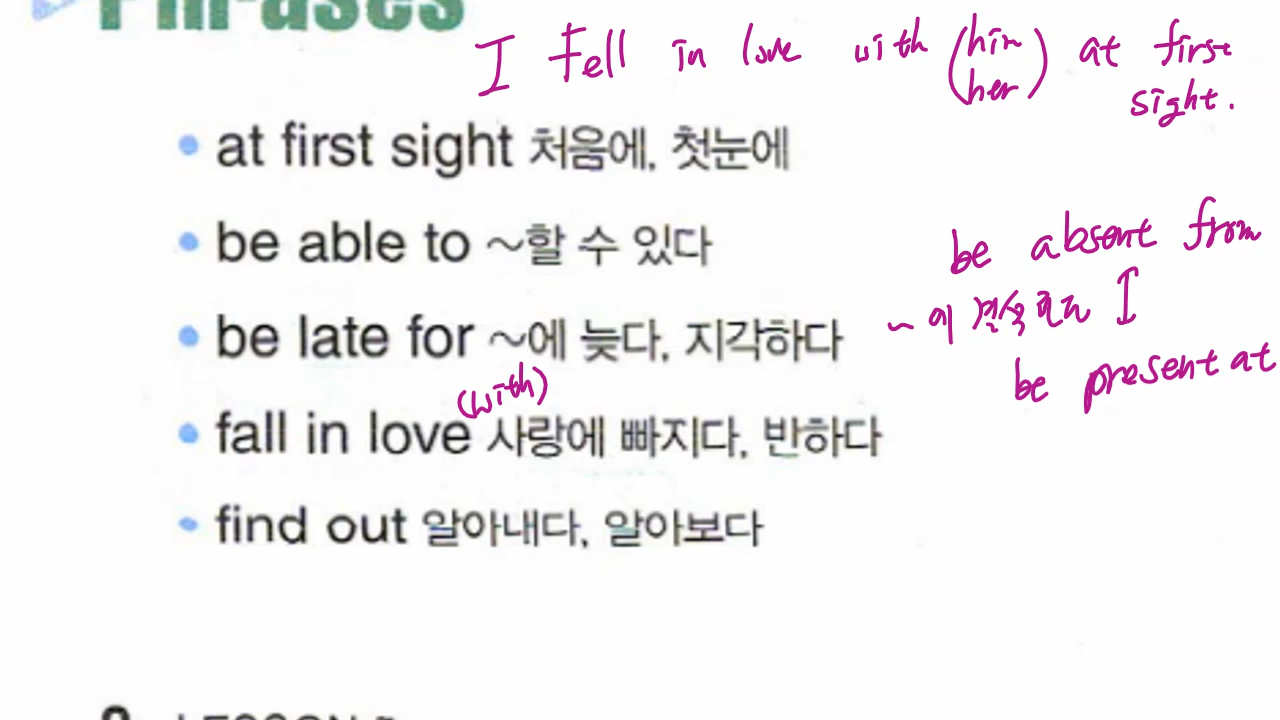 Phrases
I fell in love with (him
her) at first
sight.
• at first sight 처음에, 첫눈에
• be able to ~할 수 있다
be absent from
~에 결석하다
• be late for ~에 늦다, 지각하다
be present at
(with)
• fall in love 사랑에 빠지다, 반하다
• find out 알아내다, 알아보다
LESSON